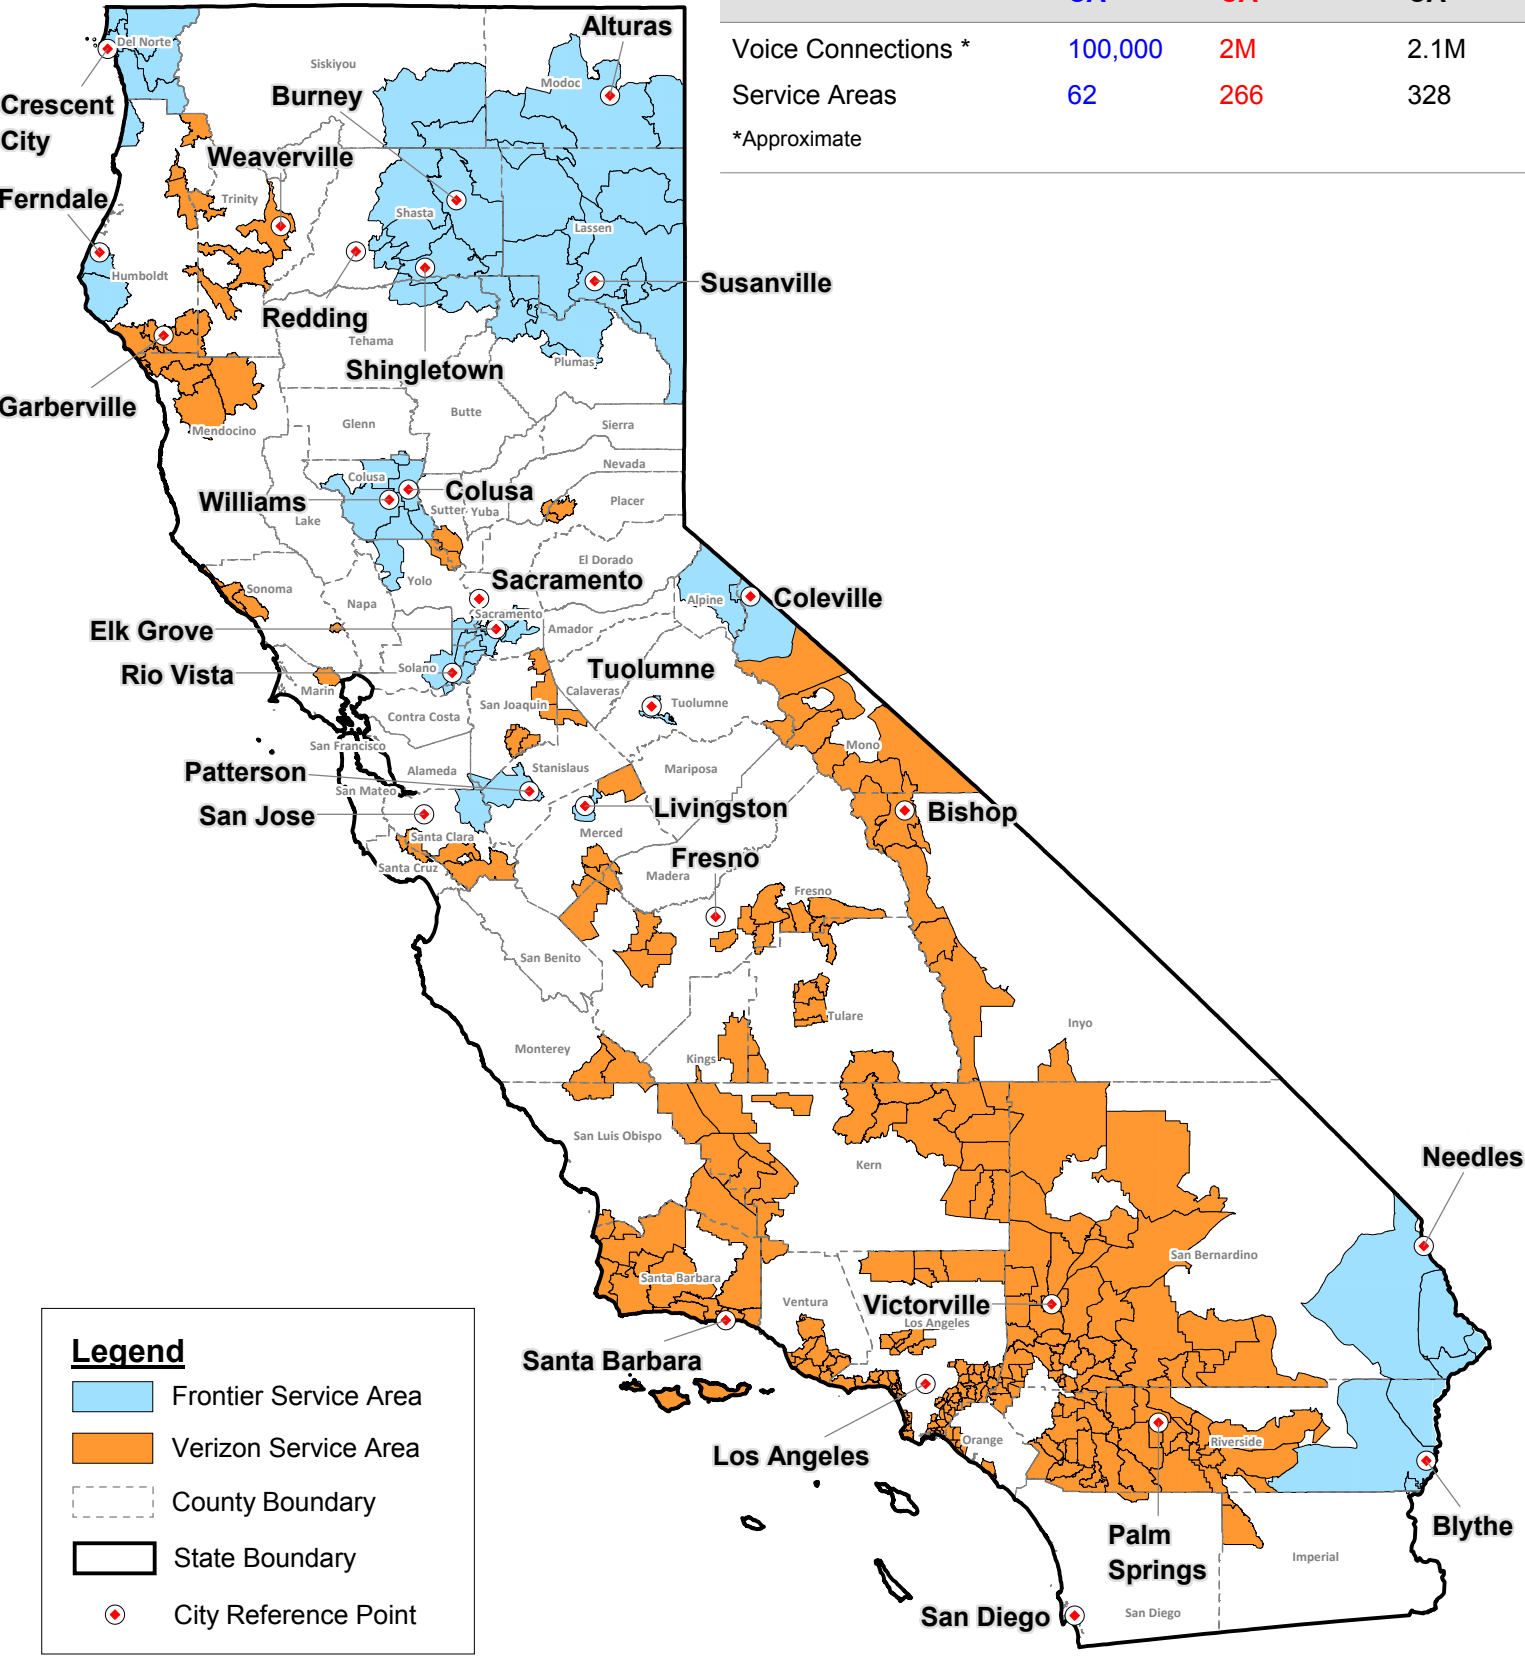 Voice Connections * 100,000 2M 2.1M
Service Areas 62 266 328
*Approximate
Alturas
Del Norte
Siskiyou
Modoc
Burney
Crescent
City
Weaverville
Ferndale
Trinity
Shasta
Lassen
Humboldt
Susanville
Redding
Tehama
Shingletown
Plumas
Garberville
Mendocino
Glenn
Butte
Sierra
Nevada
Colusa
Williams
Colusa
Placer
Lake
Sutter
Yuba
El Dorado
Sonoma
Yolo
Sacramento
Napa
Alpine
Coleville
Sacramento
Elk Grove
Amador
Rio Vista
Solano
Tuolumne
Marin
Calaveras
San Joaquin
Tuolumne
Contra Costa
San Francisco
Mono
Patterson
Alameda
Stanislaus
Mariposa
San Mateo
San Jose
Livingston
Bishop
Santa Clara
Merced
Santa Cruz
Fresno
Madera
Fresno
San Benito
Tulare
Inyo
Monterey
Kings
San Luis Obispo
Kern
Needles
San Bernardino
Santa Barbara
Ventura
Victorville
Los Angeles
Santa Barbara
Los Angeles
Orange
Riverside
Palm
Springs
Blythe
Imperial
San Diego
San Diego
Legend
Frontier Service Area
Verizon Service Area
County Boundary
State Boundary
City Reference Point